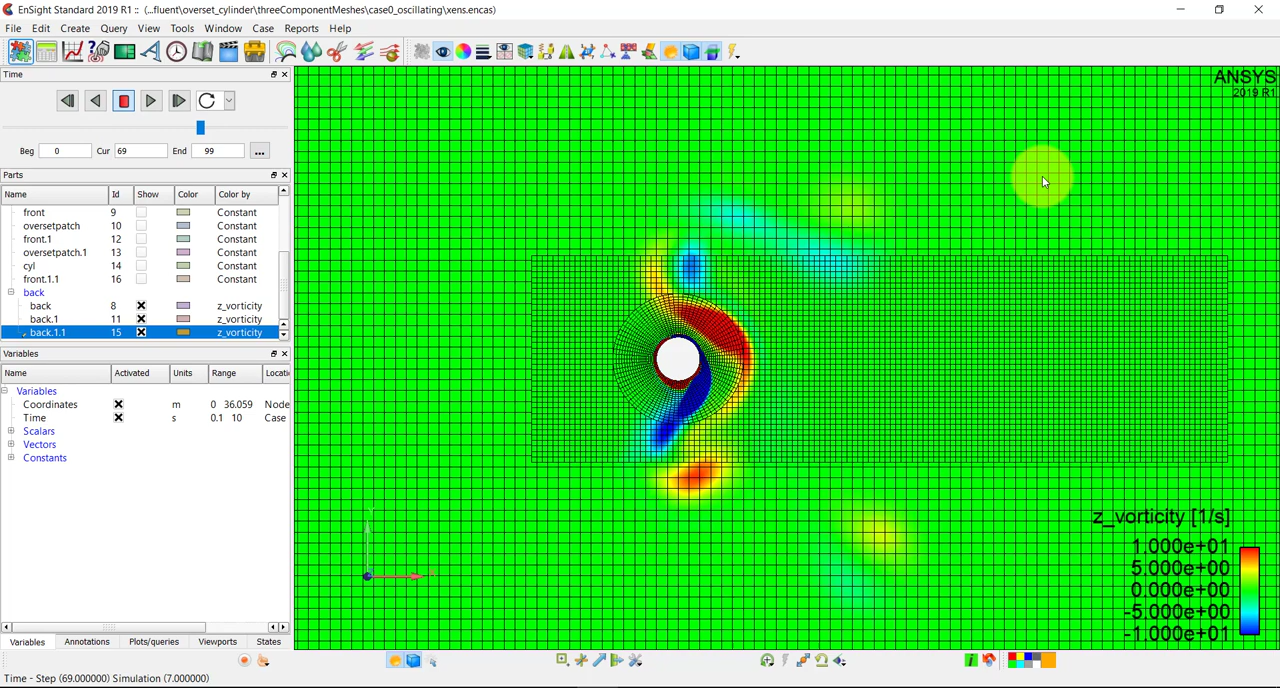 EnSight Standard 2019 R1 :: (...fluent\overset_cylinder\threeComponentMeshes\case0_oscillating\xens.encas)
File Edit Create Query View Tools Window Case Reports Help
Time
Beg 0 Cur 69 End 99 ...
Parts
Name Id Show Color Color by
front 9 Constant
oversetpatch 10 Constant
front.1 12 Constant
oversetpatch.1 13 Constant
cyl 14 Constant
front.1.1 16 Constant
back
back 8 z_vorticity
back.1 11 z_vorticity
back.1.1 15 z_vorticity
Variables
Name Activated Units Range Locati
Variables
Coordinates m 0 36.059 Node
Time s 0.1 10 Case
Scalars
Vectors
Constants
Variables Annotations Plots/queries Viewports States
Time - Step (69.000000) Simulation (7.000000)
ANSYS
2019 R1
z_vorticity [1/s]
1.000e+01
5.000e+00
0.000e+00
-5.000e+00
-1.000e+01